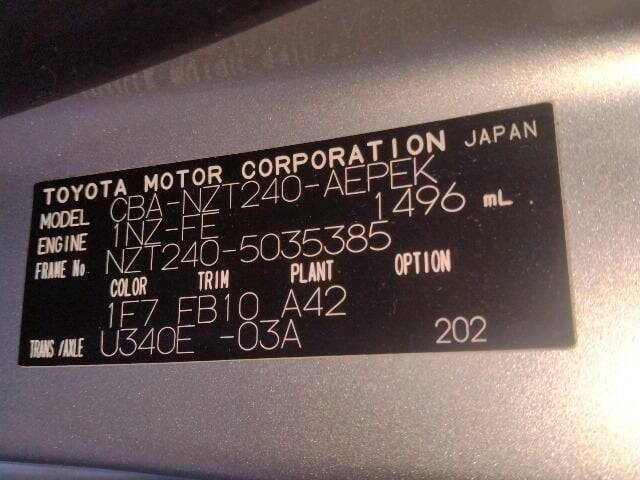 TOYOTA MOTOR CORPORATION JAPAN
MODEL CBA-NZT240-AEPEK
ENGINE 1NZ-FE 1496 mL
FRAME No NZT240-5035385
COLOR TRIM PLANT OPTION
1F7 FB10 A42
TRANS/AXLE U340E -03A 202